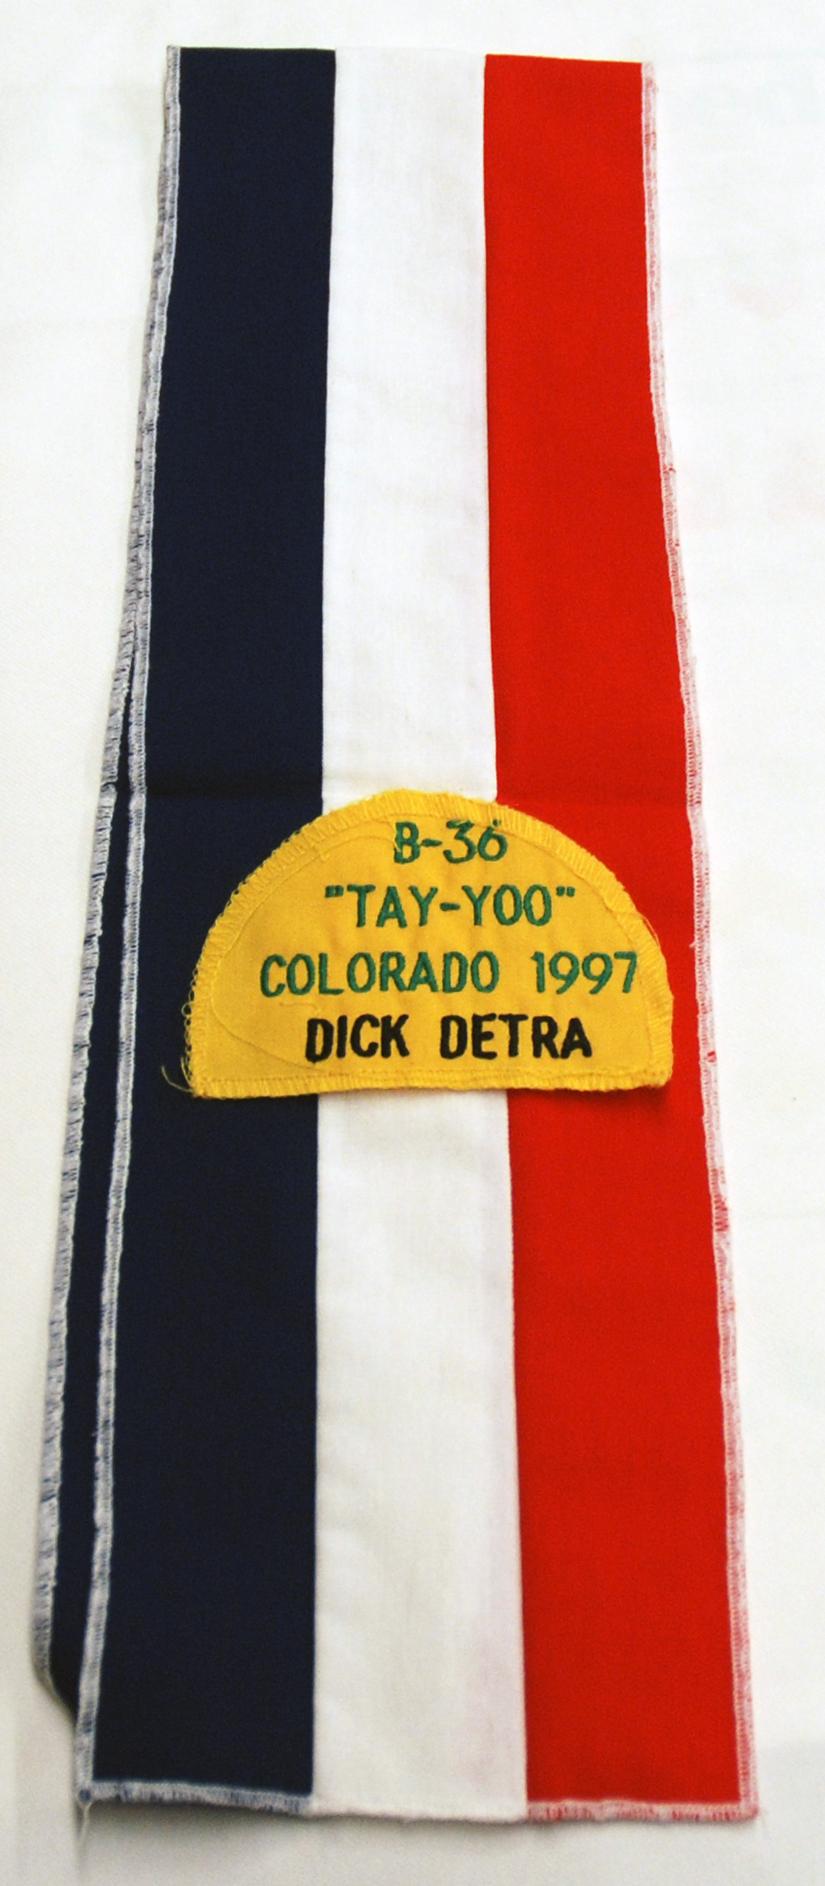 B-36
"TAY-YOO"
COLORADO 1997
DICK DETRA